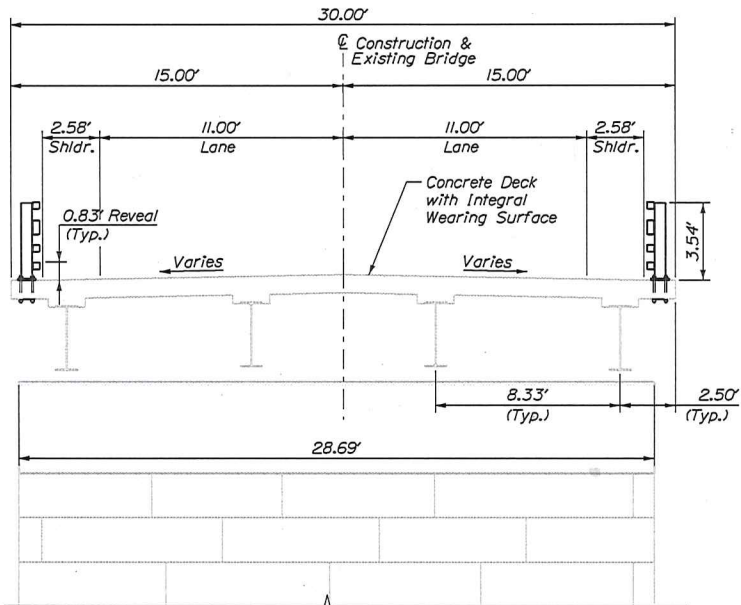 30.00'
℄ Construction &
Existing Bridge
15.00'
15.00'
2.58'
Shldr.
11.00'
Lane
11.00'
Lane
2.58'
Shldr.
Concrete Deck
with Integral
Wearing Surface
0.83' Reveal
(Typ.)
3.54'
Varies
Varies
8.33'
(Typ.)
2.50'
(Typ.)
28.69'